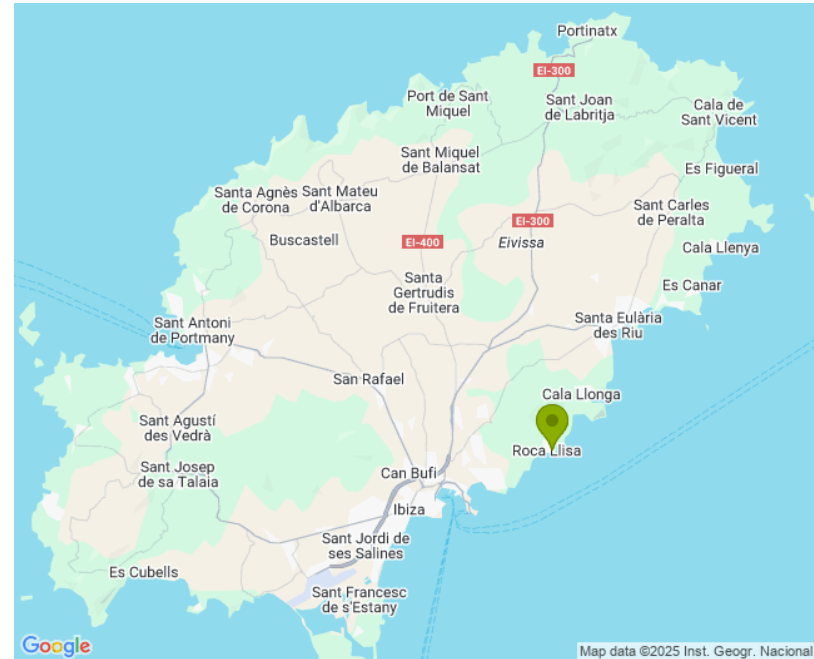 Portinatx
EI-300
Port de Sant
Miquel
Sant Joan
de Labritja
Cala de
Sant Vicent
Sant Miquel
de Balansat
Es Figueral
Santa Agnès
de Corona
Sant Mateu
d'Albarca
Sant Carles
de Peralta
EI-300
Buscastell
EI-400
Eivissa
Cala Llenya
Santa
Gertrudis
de Fruitera
Es Canar
Sant Antoni
de Portmany
Santa Eulària
des Riu
San Rafael
Cala Llonga
Sant Agustí
des Vedrà
Roca Llisa
Sant Josep
de sa Talaia
Can Bufi
Ibiza
Sant Jordi de
ses Salines
Es Cubells
Sant Francesc
de s'Estany
Google
Map data ©2025 Inst. Geogr. Nacional